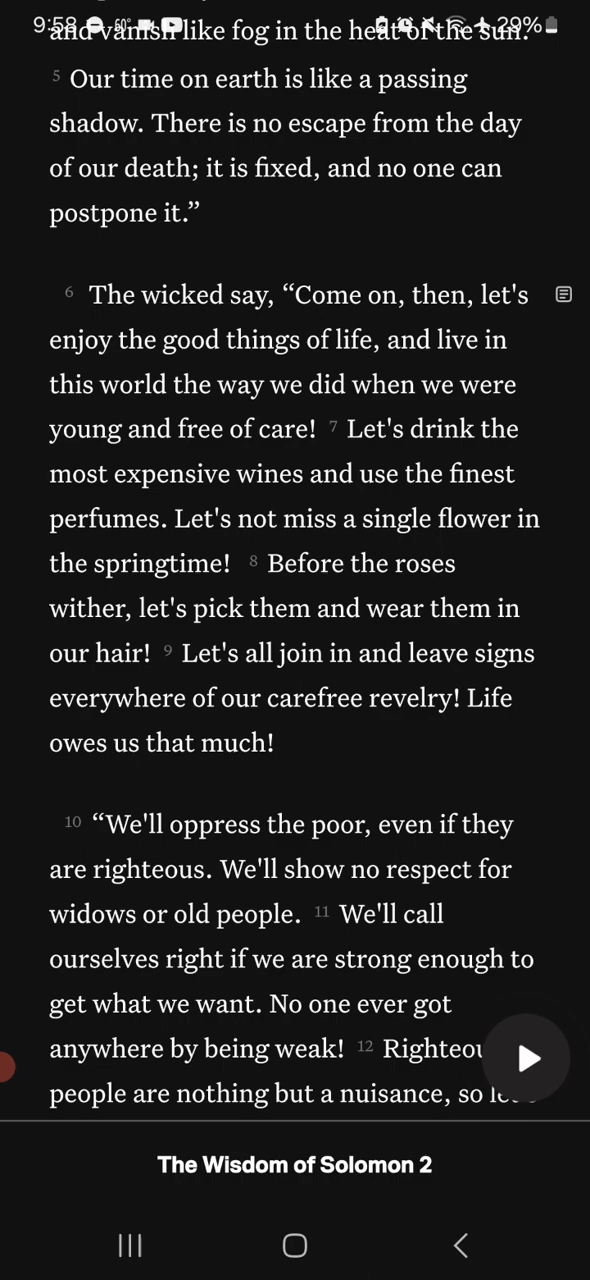 9:58 60° 29%
and vanish like fog in the heat of the sun.
5 Our time on earth is like a passing
shadow. There is no escape from the day
of our death; it is fixed, and no one can
postpone it.”
6 The wicked say, “Come on, then, let's
enjoy the good things of life, and live in
this world the way we did when we were
young and free of care! 7 Let's drink the
most expensive wines and use the finest
perfumes. Let's not miss a single flower in
the springtime! 8 Before the roses
wither, let's pick them and wear them in
our hair! 9 Let's all join in and leave signs
everywhere of our carefree revelry! Life
owes us that much!
10 “We'll oppress the poor, even if they
are righteous. We'll show no respect for
widows or old people. 11 We'll call
ourselves right if we are strong enough to
get what we want. No one ever got
anywhere by being weak! 12 Righteou
people are nothing but a nuisance, so
The Wisdom of Solomon 2